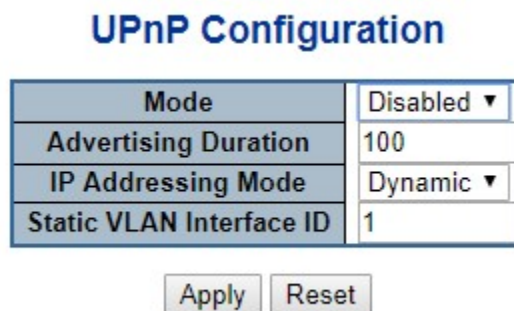 UPnP Configuration
Mode Disabled
Advertising Duration 100
IP Addressing Mode Dynamic
Static VLAN Interface ID 1
Apply Reset